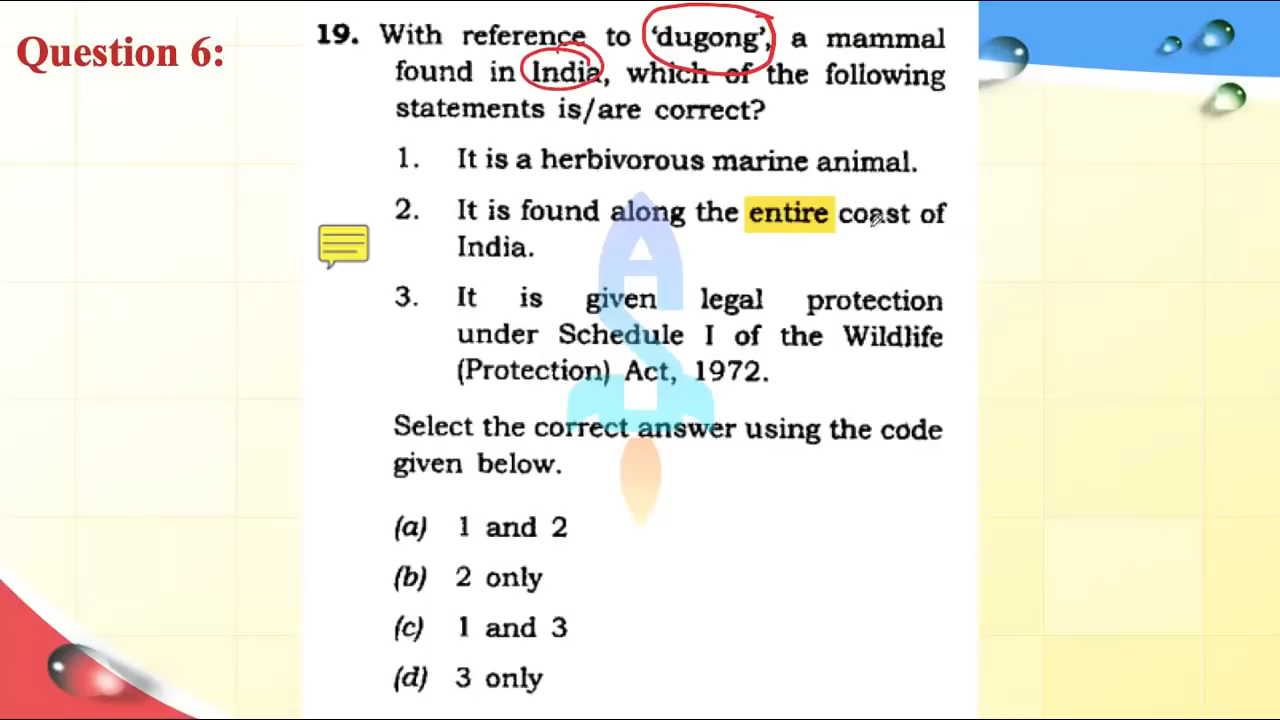 Question 6:
19. With reference to 'dugong', a mammal
found in India, which of the following
statements is/are correct?
1. It is a herbivorous marine animal.
2. It is found along the entire coast of
India.
3. It is given legal protection
under Schedule I of the Wildlife
(Protection) Act, 1972.
Select the correct answer using the code
given below.
(a) 1 and 2
(b) 2 only
(c) 1 and 3
(d) 3 only